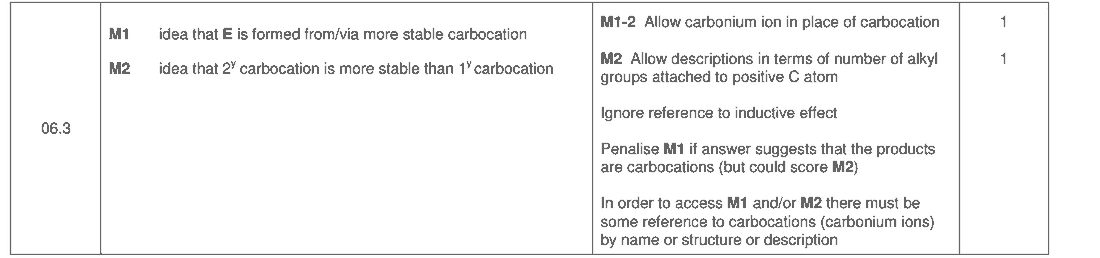 06.3
M1 idea that E is formed from/via more stable carbocation
M2 idea that 2ʸ carbocation is more stable than 1ʸ carbocation
M1-2 Allow carbonium ion in place of carbocation
M2 Allow descriptions in terms of number of alkyl
groups attached to positive C atom
Ignore reference to inductive effect
Penalise M1 if answer suggests that the products
are carbocations (but could score M2)
In order to access M1 and/or M2 there must be
some reference to carbocations (carbonium ions)
by name or structure or description
1
1